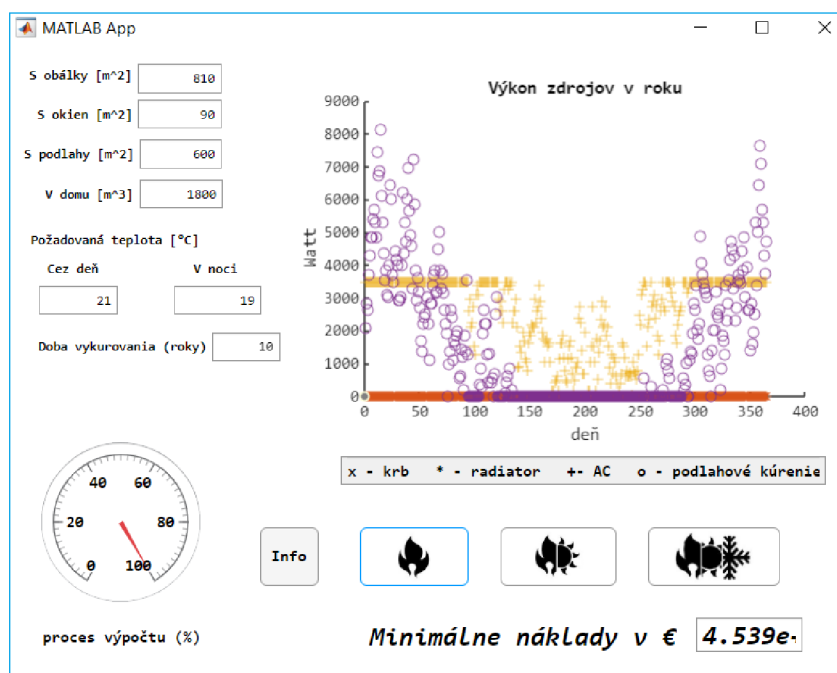 MATLAB App
S obálky [m^2] 810
S okien [m^2] 90
S podlahy [m^2] 600
V domu [m^3] 1800
Požadovaná teplota [°C]
Cez deň V noci
21 19
Doba vykurovania (roky) 10
Výkon zdrojov v roku
9000
8000
7000
6000
5000
4000
3000
2000
1000
0
Watt
0 50 100 150 200 250 300 350 400
deň
x - krb * - radiator +- AC o - podlahové kúrenie
0 20 40 60 80 100
proces výpočtu (%)
Info
Minimálne náklady v € 4.539e-